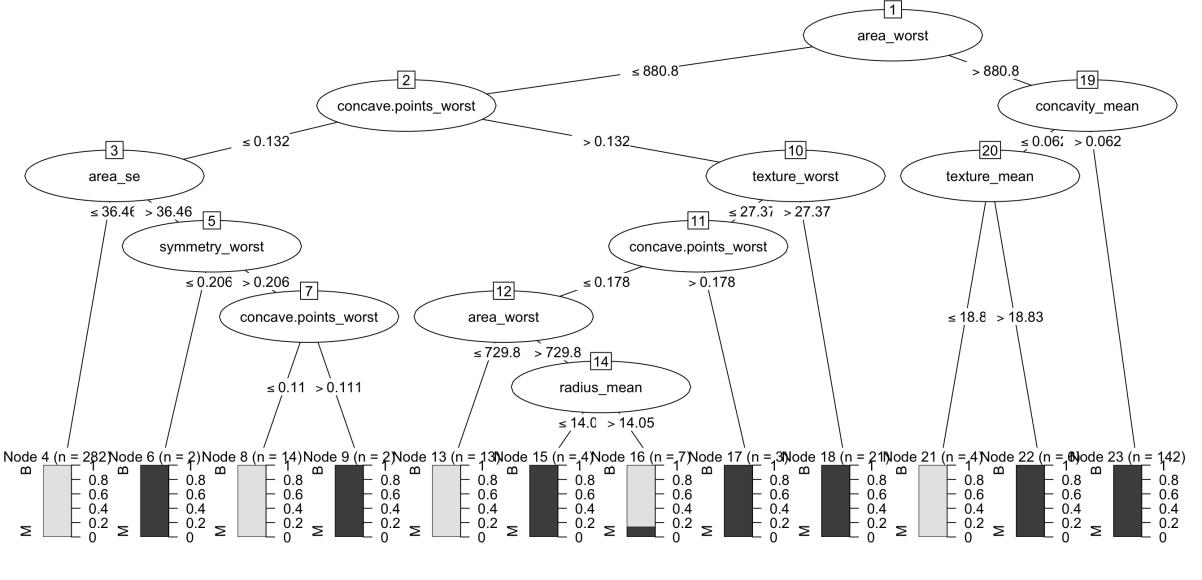 1
area_worst
≤ 880.8
> 880.8
2
concave.points_worst
19
concavity_mean
≤ 0.132
> 0.132
≤ 0.062
> 0.062
3
area_se
10
texture_worst
20
texture_mean
≤ 36.46
> 36.46
≤ 27.37
> 27.37
5
symmetry_worst
11
concave.points_worst
≤ 0.206
> 0.206
≤ 0.178
> 0.178
7
concave.points_worst
12
area_worst
≤ 18.8
> 18.83
≤ 729.8
> 729.8
14
radius_mean
≤ 0.11
> 0.111
≤ 14.0
> 14.05
Node 4 (n = 282)
Node 6 (n = 2)
Node 8 (n = 14)
Node 9 (n = 2)
Node 13 (n = 13)
Node 15 (n = 4)
Node 16 (n = 7)
Node 17 (n = 3)
Node 18 (n = 21)
Node 21 (n = 4)
Node 22 (n = 6)
Node 23 (n = 142)
B B B B B B B B B B B B
1 1 1 1 1 1 1 1 1 1 1 1
0.8 0.8 0.8 0.8 0.8 0.8 0.8 0.8 0.8 0.8 0.8 0.8
0.6 0.6 0.6 0.6 0.6 0.6 0.6 0.6 0.6 0.6 0.6 0.6
0.4 0.4 0.4 0.4 0.4 0.4 0.4 0.4 0.4 0.4 0.4 0.4
0.2 0.2 0.2 0.2 0.2 0.2 0.2 0.2 0.2 0.2 0.2 0.2
M M M M M M M M M M M M
0 0 0 0 0 0 0 0 0 0 0 0